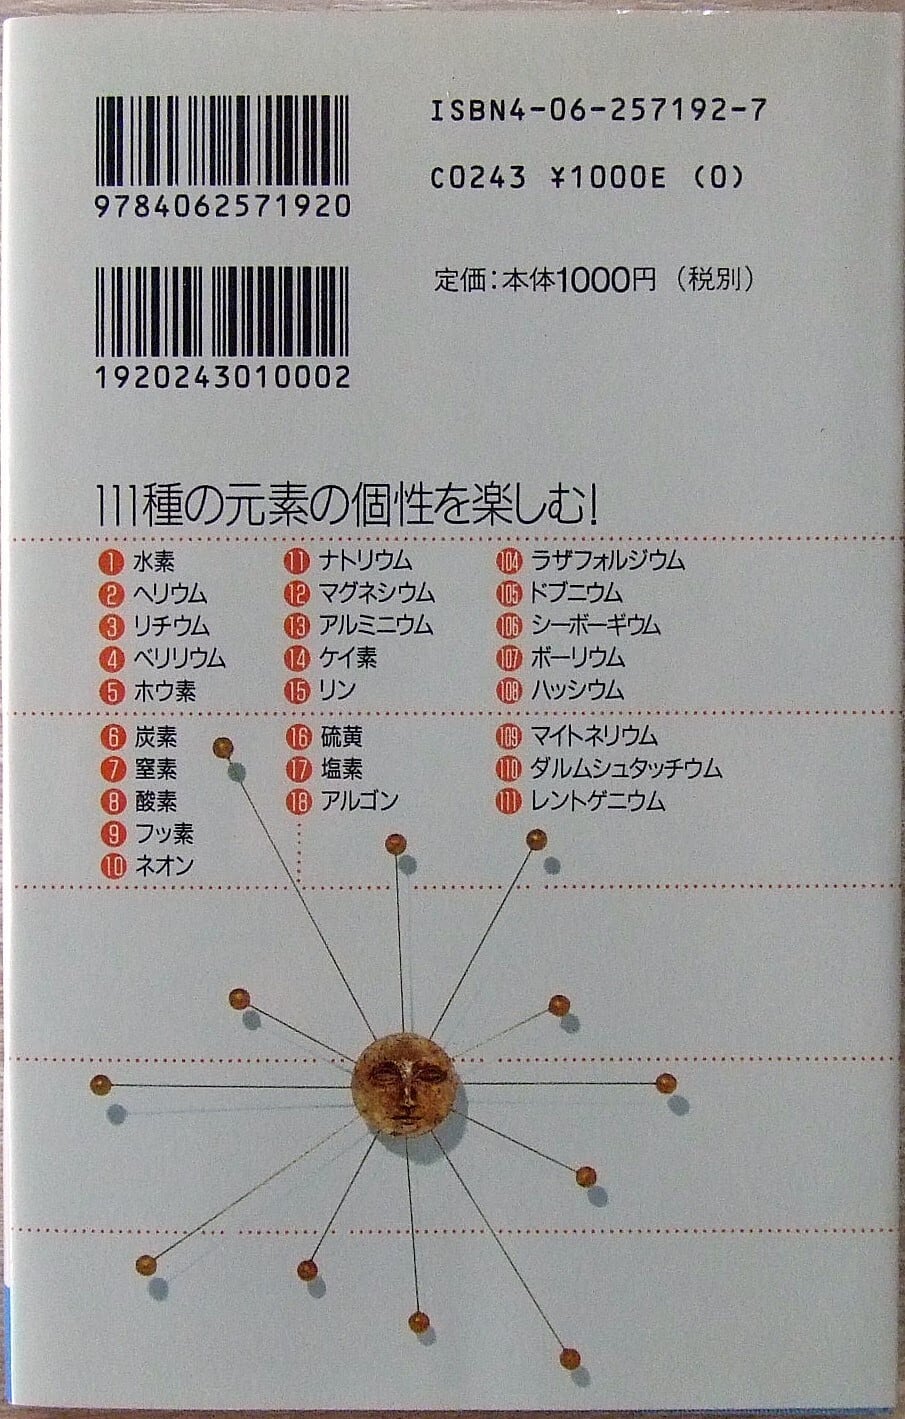 9784062571920
ISBN4-06-257192-7
C0243 ¥1000E (0)
1920243010002
定価：本体1000円（税別）
111種の元素の個性を楽しむ!
1 水素
2 ヘリウム
3 リチウム
4 ベリリウム
5 ホウ素
6 炭素
7 窒素
8 酸素
9 フッ素
10 ネオン
11 ナトリウム
12 マグネシウム
13 アルミニウム
14 ケイ素
15 リン
16 硫黄
17 塩素
18 アルゴン
104 ラザフォルジウム
105 ドブニウム
106 シーボーギウム
107 ボーリウム
108 ハッシウム
109 マイトネリウム
110 ダルムシュタッチウム
111 レントゲニウム